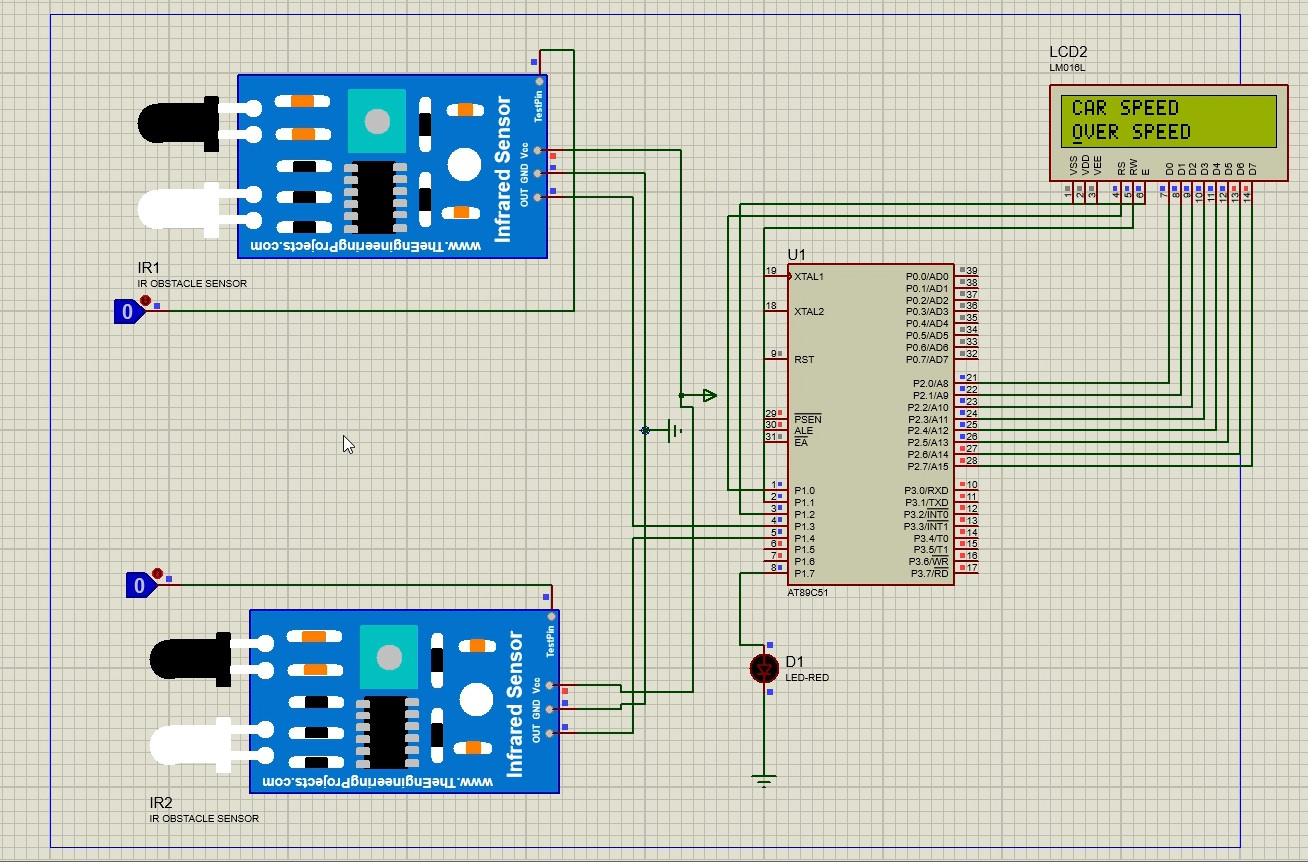 LCD2
LM016L
CAR SPEED
OVER SPEED
VSS VDD VEE RS RW E D0 D1 D2 D3 D4 D5 D6 D7
1 2 3 4 5 6 7 8 9 10 11 12 13 14
TestPin
Infrared Sensor
OUT GND Vcc
www.TheEngineeringProjects.com
IR1
IR OBSTACLE SENSOR
0
U1
19 XTAL1 P0.0/AD0 39
P0.1/AD1 38
P0.2/AD2 37
18 XTAL2 P0.3/AD3 36
P0.4/AD4 35
P0.5/AD5 34
P0.6/AD6 33
9 RST P0.7/AD7 32
P2.0/A8 21
P2.1/A9 22
P2.2/A10 23
29 PSEN P2.3/A11 24
30 ALE P2.4/A12 25
31 EA P2.5/A13 26
P2.6/A14 27
P2.7/A15 28
1 P1.0 P3.0/RXD 10
2 P1.1 P3.1/TXD 11
3 P1.2 P3.2/INT0 12
4 P1.3 P3.3/INT1 13
5 P1.4 P3.4/T0 14
6 P1.5 P3.5/T1 15
7 P1.6 P3.6/WR 16
8 P1.7 P3.7/RD 17
AT89C51
0
TestPin
Infrared Sensor
OUT GND Vcc
www.TheEngineeringProjects.com
IR2
IR OBSTACLE SENSOR
D1
LED-RED